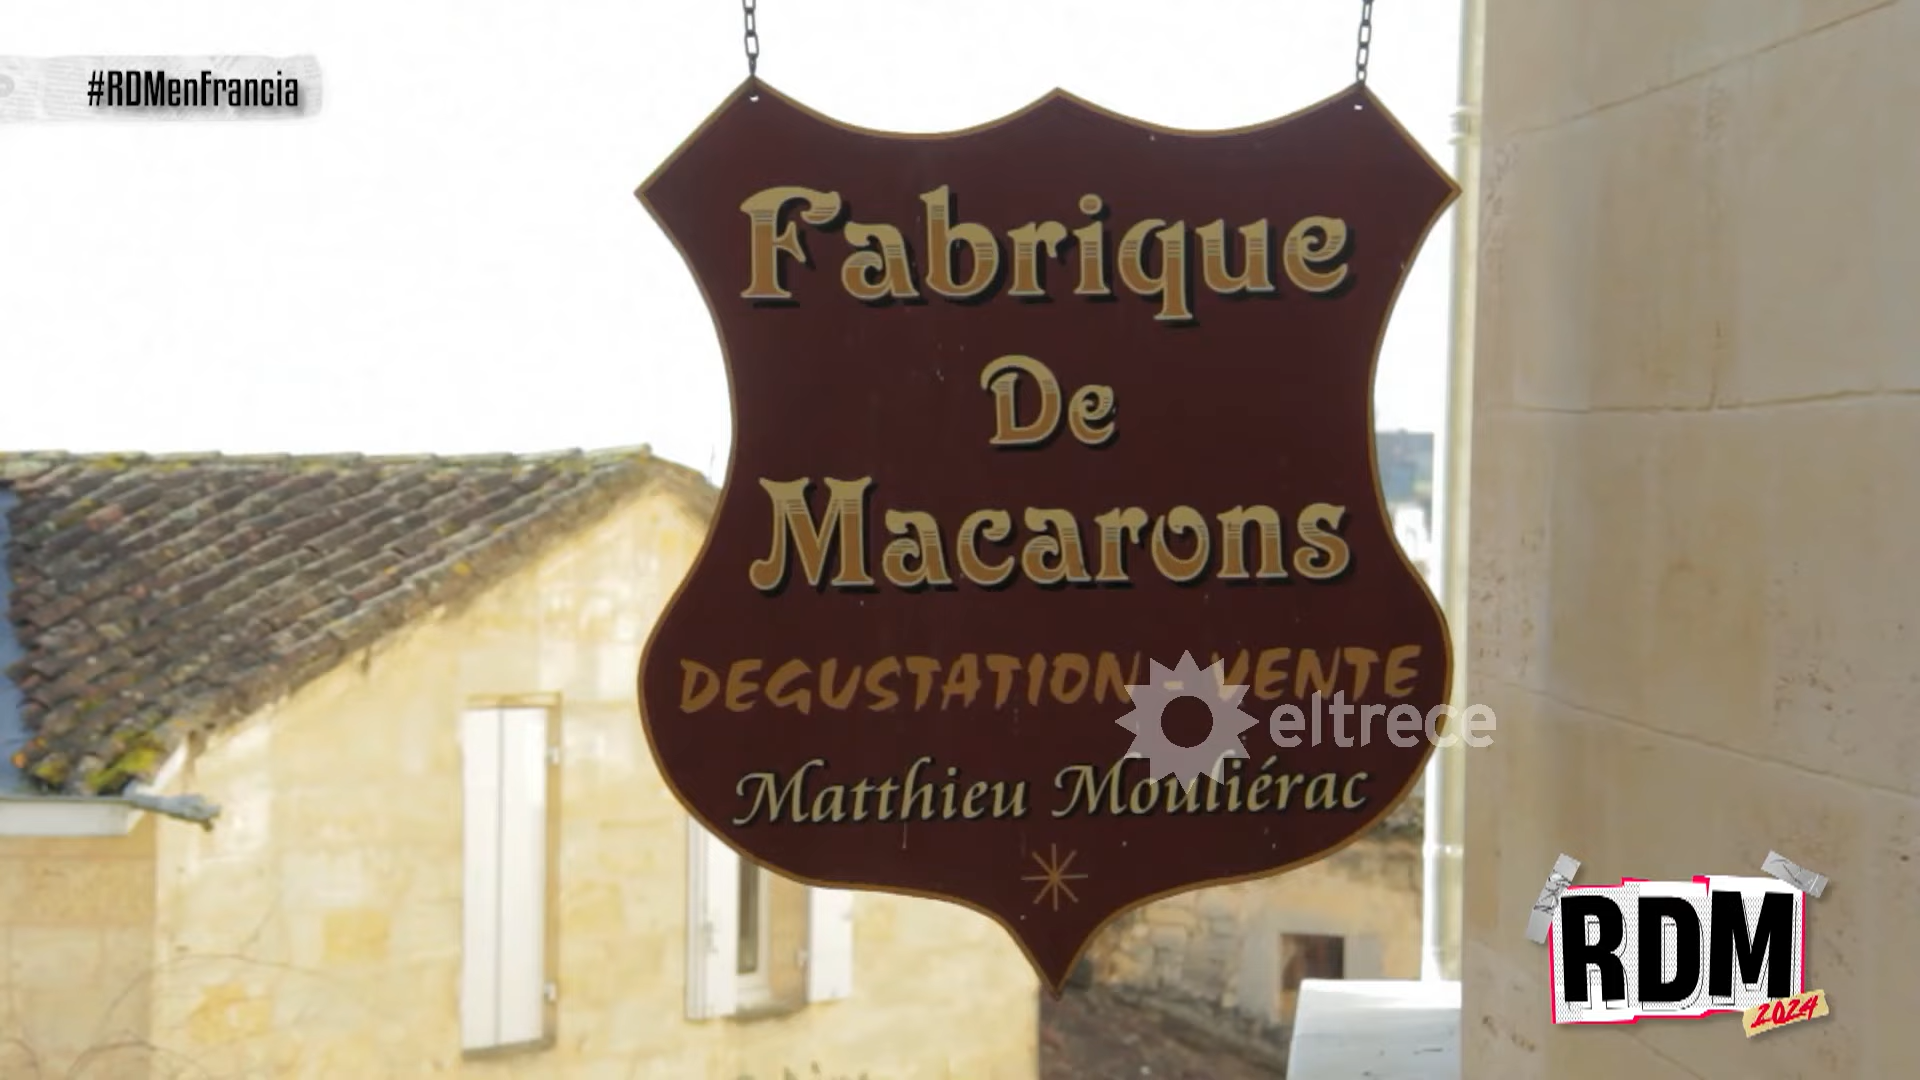 #RDMenFrancia
Fabrique
De
Macarons
DEGUSTATION - VENTE
eltrece
Matthieu Mouliérac
RDM
2024